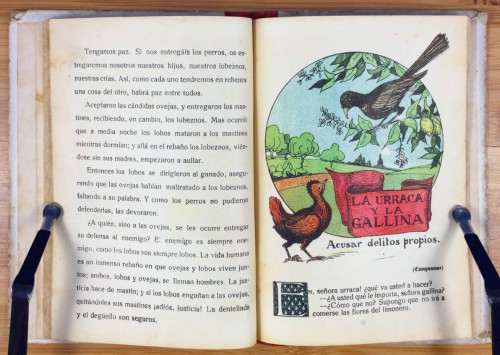 Tengamos paz. Si nos entregáis los perros, os es-
tregaremos nosotros nuestros hijos, nuestros lobeznos,
nuestras crías. Así, como cada uno tendremos en rehenes
una cosa del otro, habrá paz entre todos.
Aceptaron las cándidas ovejas, y entregaron los mas-
tines, recibiendo, en cambio, los lobeznos. Mas ocurrió
que a media noche los lobos mataron a los mastines
mientras dormían; y allá en el rebaño los lobeznos, vién-
dose sin sus madres, empezaron a aullar.
Entonces los lobos se dirigieron al ganado, asegu-
rando que las ovejas habían maltratado a los lobeznos,
faltando a su palabra. Y como los perros no pudieron
defenderlas, las devoraron.
¿A quién, sino a las ovejas, se les ocurre entregar
su defensa al enemigo? El enemigo es siempre ene-
migo, como los lobos son siempre lobos. La vida humana
es un inmenso rebaño en que ovejas y lobos viven jun-
tos; ambos, lobos y ovejas, se llaman hombres. La jus-
ticia hace de mastín; y si los lobos engañan a las ovejas,
quitándoles sus mastines ¡adiós, justicia! La dentellada
y el degüello son seguros.
LA URRACA
Y LA
GALLINA
Acusar delitos propios.
(Campoamor)
En, señora urraca! ¿qué va usted a hacer?
—¿A usted qué le importa, señora gallina?
—¿Cómo que no? Supongo que no irá a
comerse las flores del limonero.